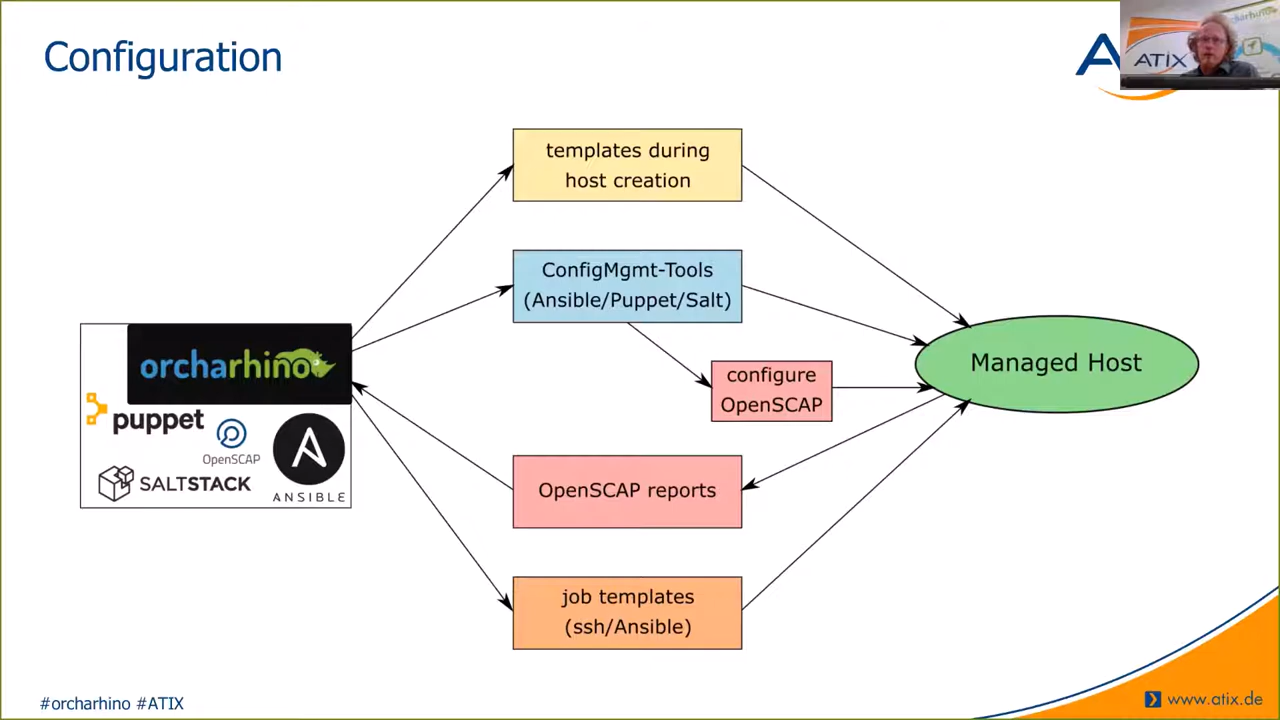 Configuration
A
ATIX
templates during
host creation
ConfigMgmt-Tools
(Ansible/Puppet/Salt)
configure
OpenSCAP
Managed Host
orcharhino
puppet
OpenSCAP
SALTSTACK
ANSIBLE
OpenSCAP reports
job templates
(ssh/Ansible)
#orcharhino #ATIX
www.atix.de